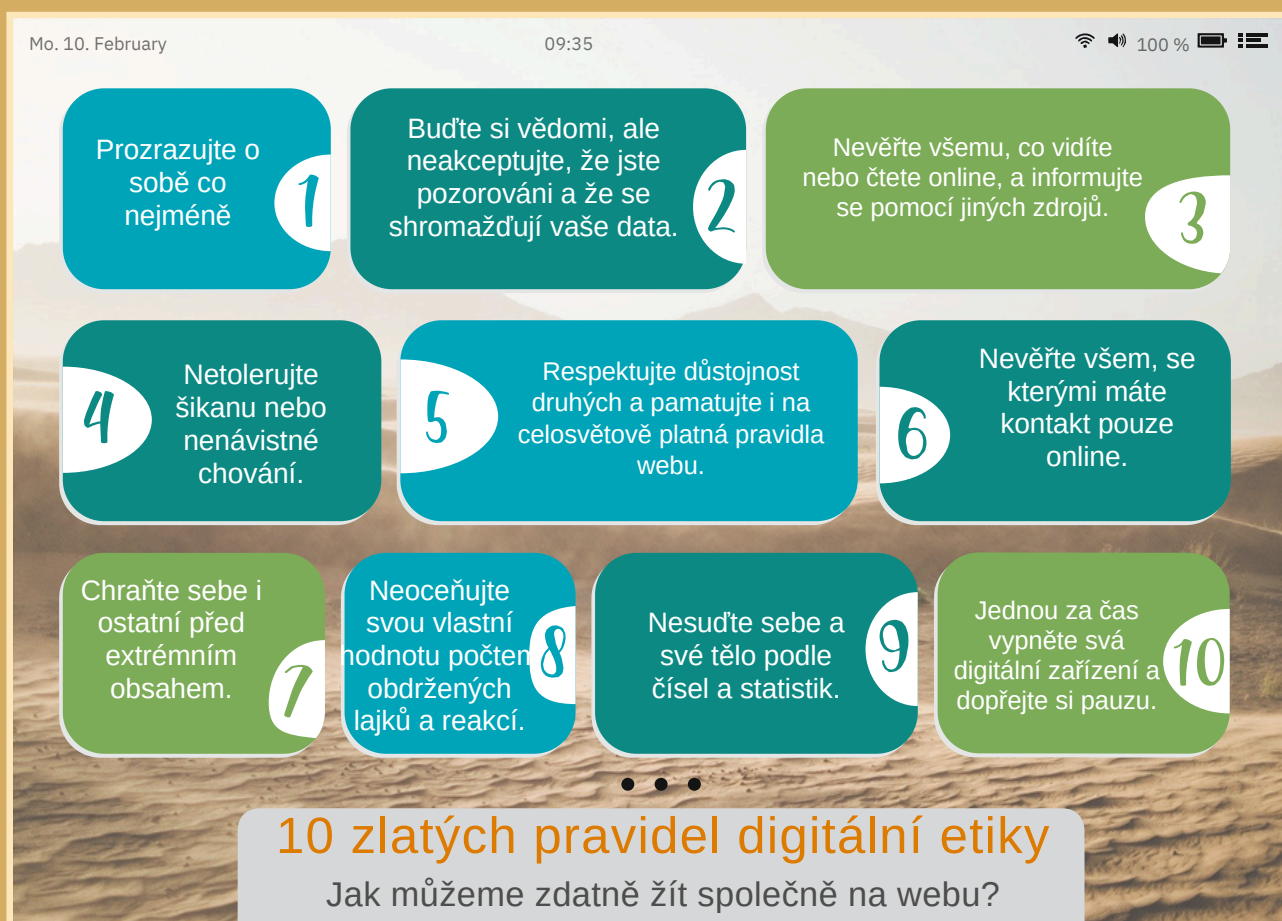 Mo. 10. February
09:35
100 %
Prozrazujte o
sobě co
nejméně
1
Buďte si vědomi, ale
neakceptujte, že jste
pozorováni a že se
shromažďují vaše data.
2
Nevěřte všemu, co vidíte
nebo čtete online, a informujte
se pomocí jiných zdrojů.
3
4
Netolerujte
šikanu nebo
nenávistné
chování.
5
Respektujte důstojnost
druhých a pamatujte i na
celosvětově platná pravidla
webu.
6
Nevěřte všem, se
kterými máte
kontakt pouze
online.
Chraňte sebe i
ostatní před
extrémním
obsahem.
7
Neoceňujte
svou vlastní
hodnotu počtem
obdržených
lajků a reakcí.
8
Nesuďte sebe a
své tělo podle
čísel a statistik.
9
Jednou za čas
vypněte svá
digitální zařízení a
dopřejte si pauzu.
10
10 zlatých pravidel digitální etiky
Jak můžeme zdatně žít společně na webu?